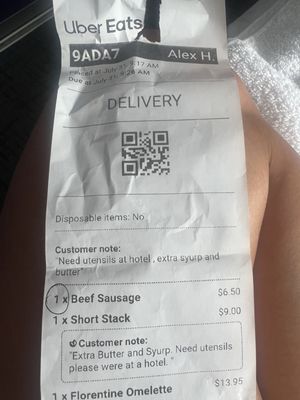 Uber Eats
9ADA7 Alex H.
Placed at July 31, 9:17 AM
Due at July 31, 9:28 AM
DELIVERY
Disposable items: No
Customer note:
"Need utensils at hotel , extra syurp and
butter"
1 x Beef Sausage $6.50
1 x Short Stack $9.00
Customer note:
"Extra Butter and Syurp. Need utensils
please were at a hotel. "
1 x Florentine Omelette $13.95